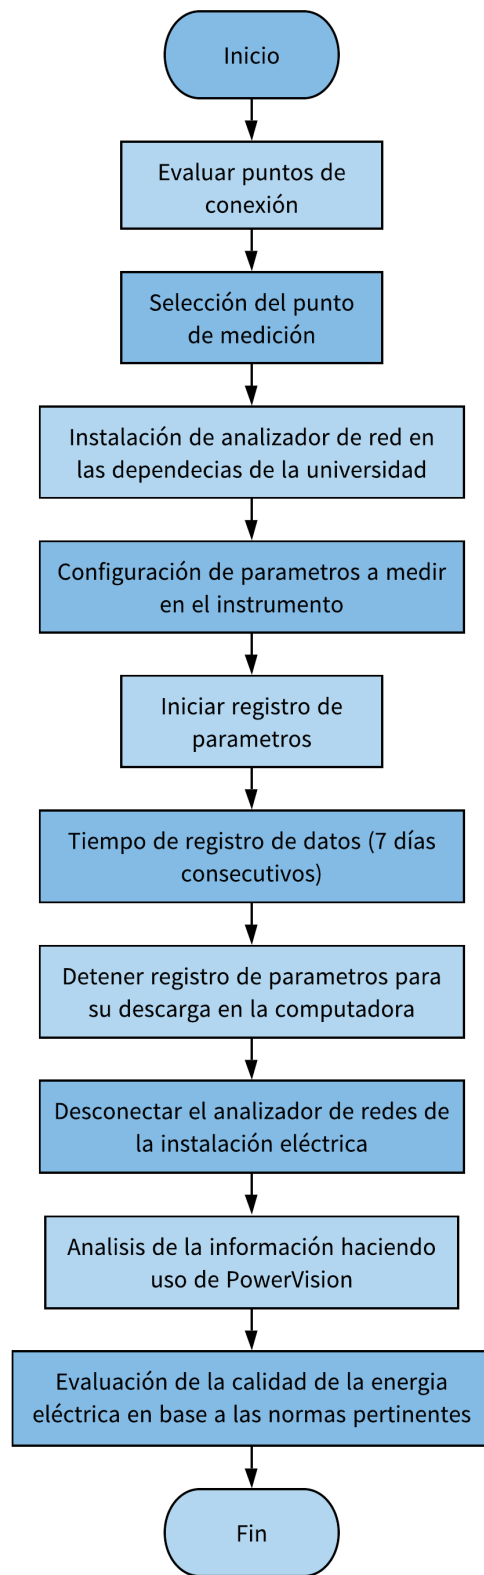 Inicio
Evaluar puntos de
conexión
Selección del punto
de medición
Instalación de analizador de red en
las dependecias de la universidad
Configuración de parametros a medir
en el instrumento
Iniciar registro de
parametros
Tiempo de registro de datos (7 días
consecutivos)
Detener registro de parametros para
su descarga en la computadora
Desconectar el analizador de redes de
la instalación eléctrica
Analisis de la información haciendo
uso de PowerVision
Evaluación de la calidad de la energia
eléctrica en base a las normas pertinentes
Fin